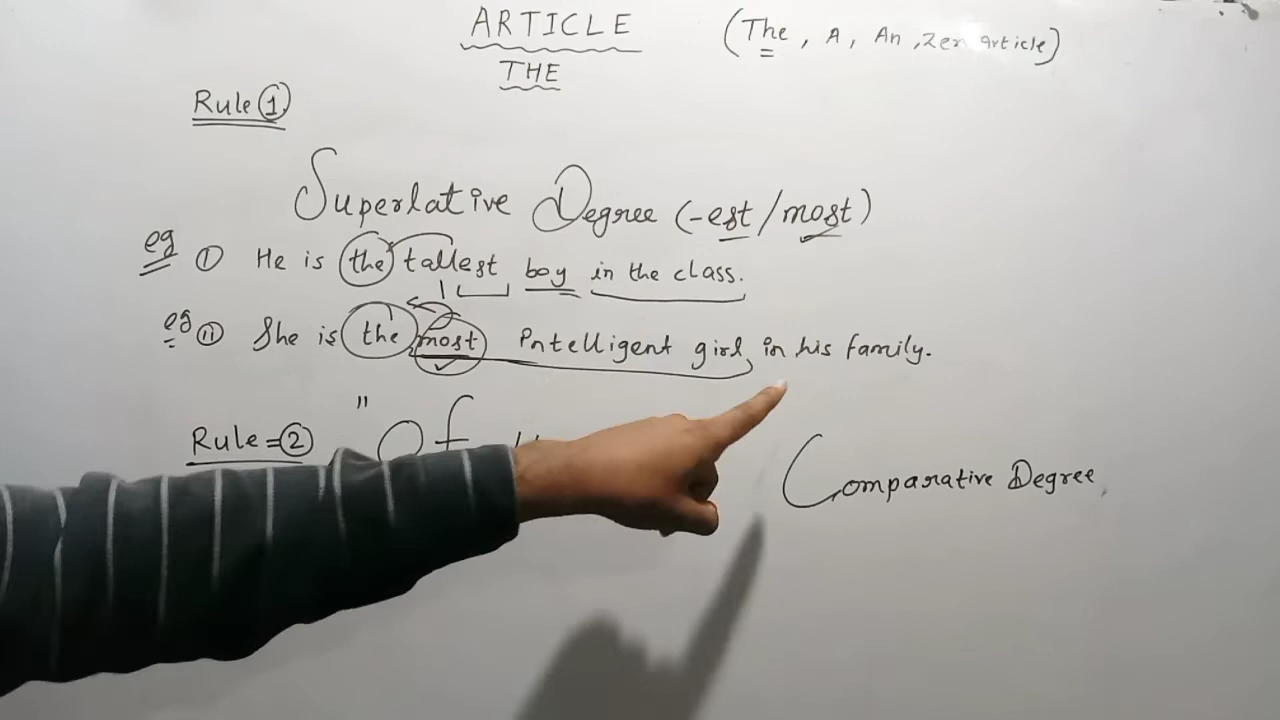 ARTICLE (The, A, An, Zero article)
THE
Rule ①
Superlative Degree (-est/most)
eg ① He is the tallest boy in the class.
eg ⑪ She is the most intelligent girl in his family.
Rule=② "Of
Comparative Degree